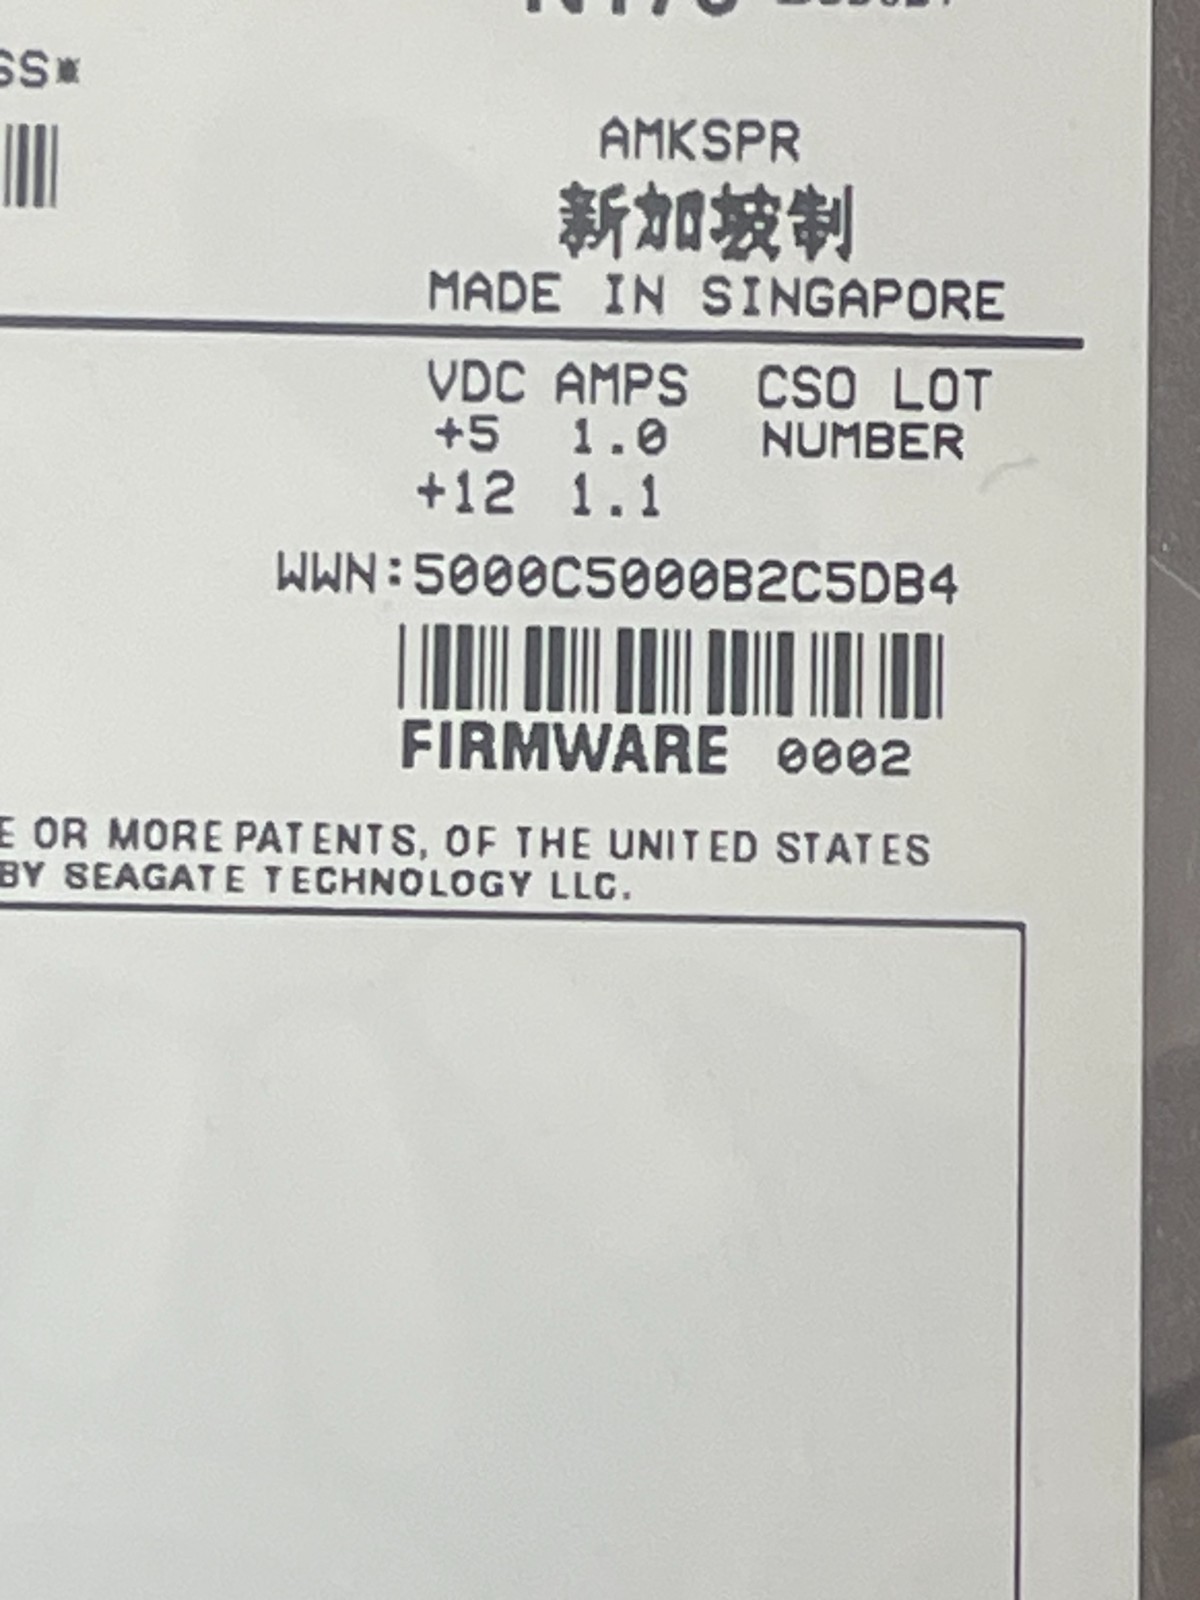 SS*
AMKSPR
新加坡制
MADE IN SINGAPORE
VDC AMPS CSO LOT
+5 1.0 NUMBER
+12 1.1
WWN:5000C5000B2C5DB4
FIRMWARE 0002
E OR MORE PATENTS, OF THE UNITED STATES
BY SEAGATE TECHNOLOGY LLC.